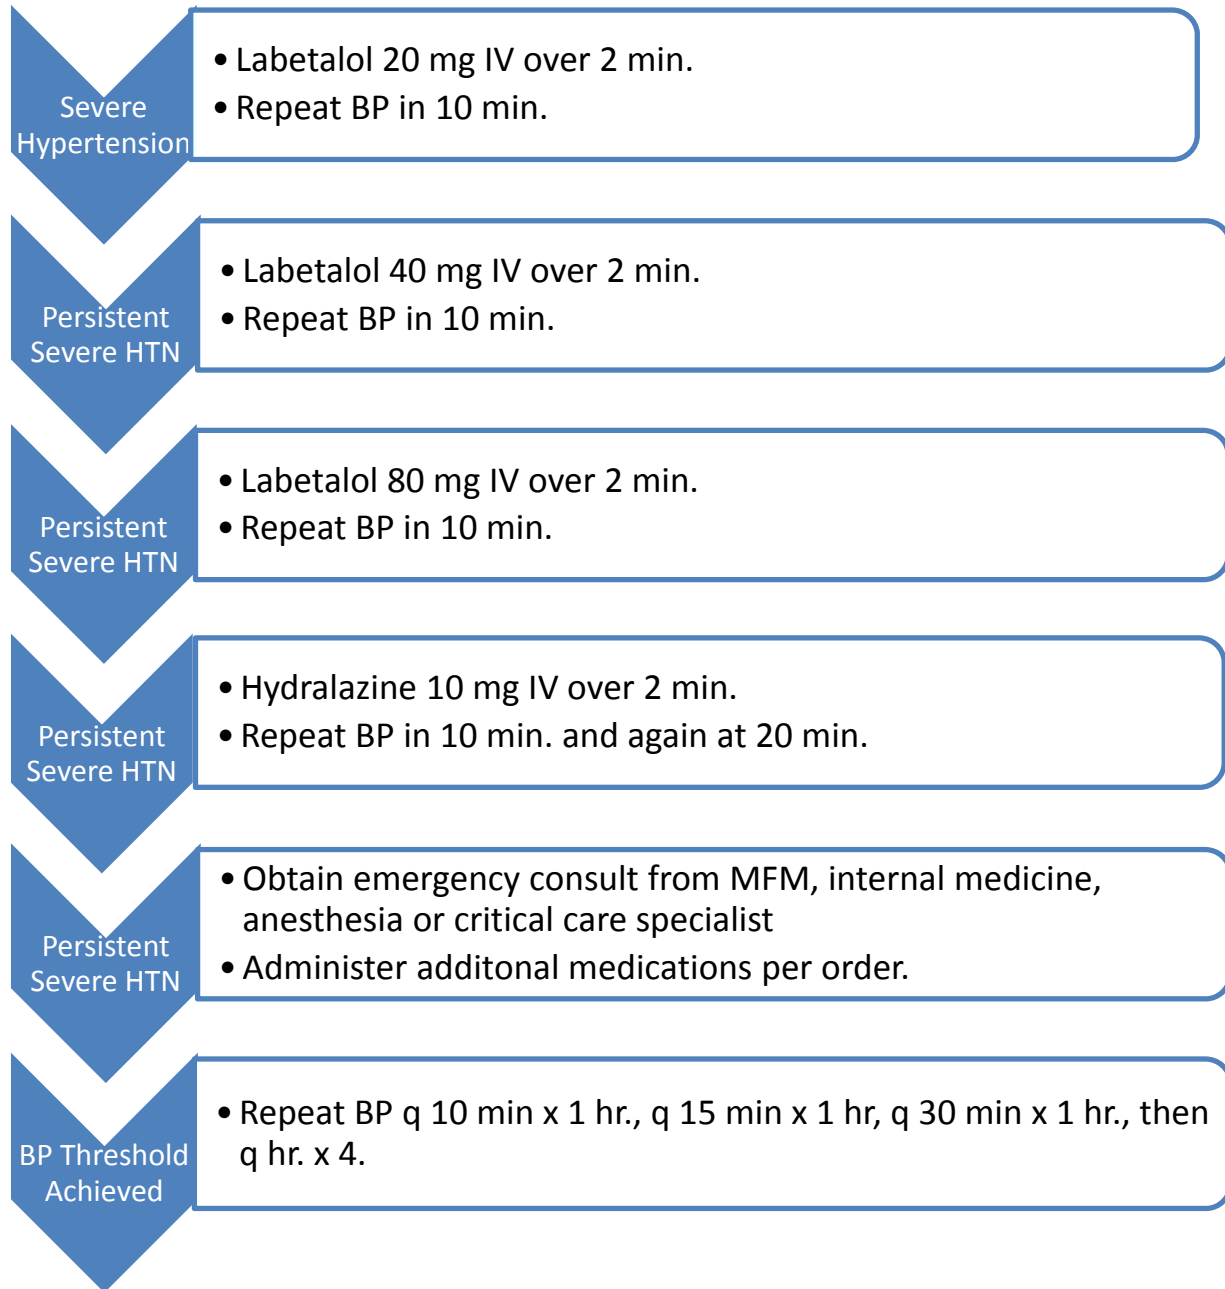 Severe
Hypertension
• Labetalol 20 mg IV over 2 min.
• Repeat BP in 10 min.
Persistent
Severe HTN
• Labetalol 40 mg IV over 2 min.
• Repeat BP in 10 min.
Persistent
Severe HTN
• Labetalol 80 mg IV over 2 min.
• Repeat BP in 10 min.
Persistent
Severe HTN
• Hydralazine 10 mg IV over 2 min.
• Repeat BP in 10 min. and again at 20 min.
Persistent
Severe HTN
• Obtain emergency consult from MFM, internal medicine,
anesthesia or critical care specialist
• Administer additonal medications per order.
BP Threshold
Achieved
• Repeat BP q 10 min x 1 hr., q 15 min x 1 hr, q 30 min x 1 hr., then
q hr. x 4.